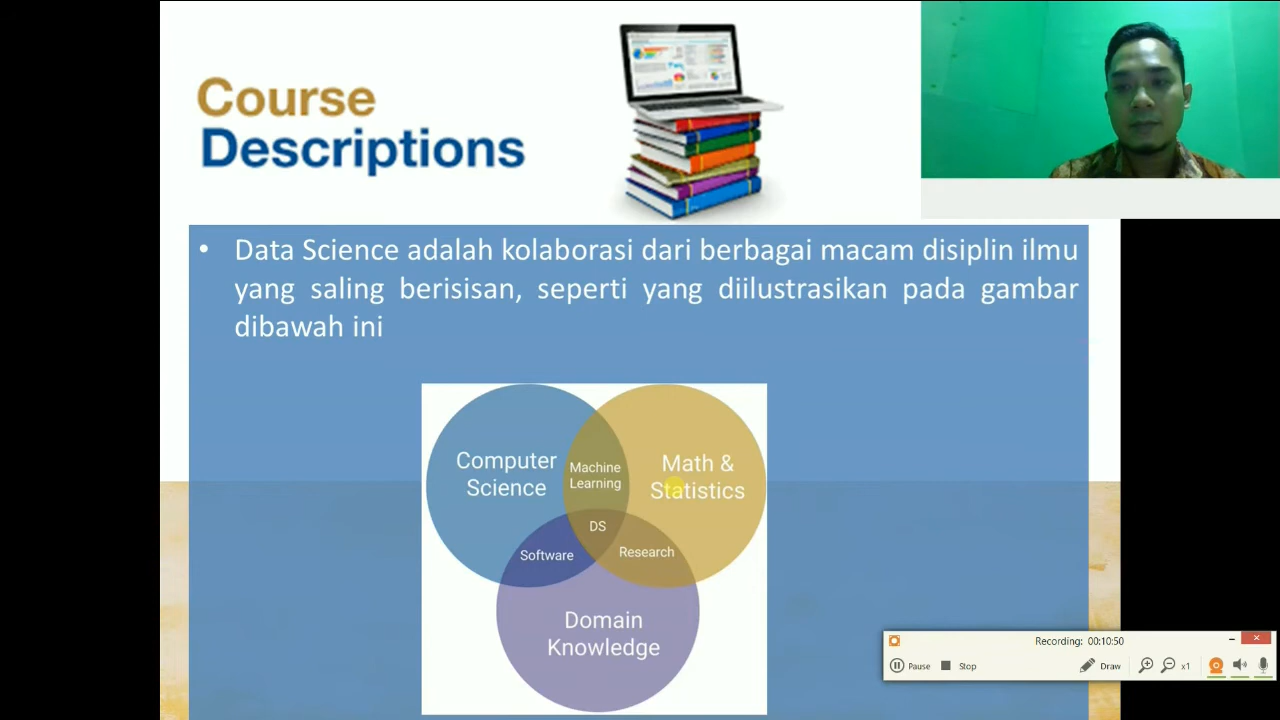 Course
Descriptions
• Data Science adalah kolaborasi dari berbagai macam disiplin ilmu
yang saling berisisan, seperti yang diilustrasikan pada gambar
dibawah ini
Computer
Science
Machine
Learning
Math &
Statistics
DS
Software
Research
Domain
Knowledge
Recording: 00:10:50
Pause
Stop
Draw
x1